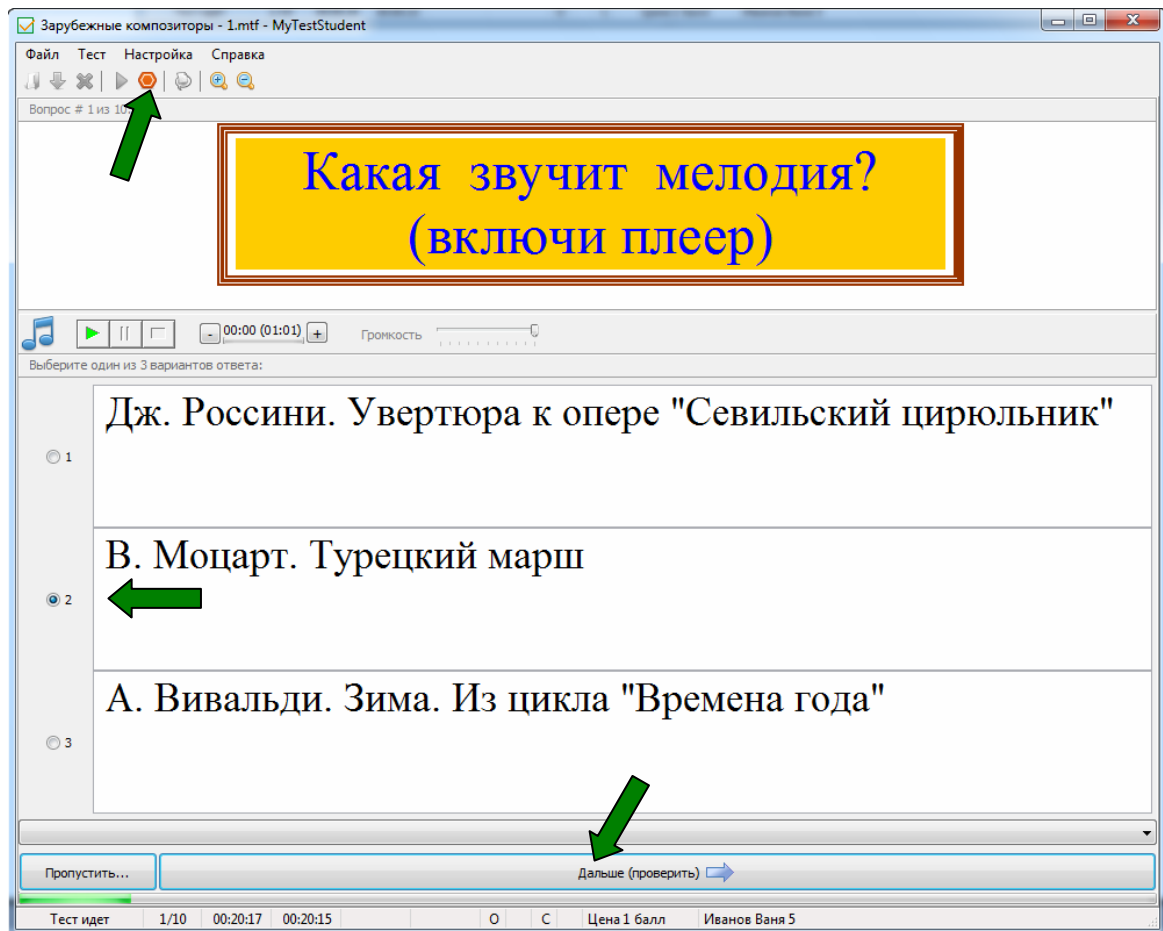 Зарубежные композиторы - 1.mtf - MyTestStudent
Файл Тест Настройка Справка
Вопрос # 1 из 10
Какая звучит мелодия?
(включи плеер)
- 00:00 (01:01) + Громкость
Выберите один из 3 вариантов ответа:
Дж. Россини. Увертюра к опере "Севильский цирюльник"
1
В. Моцарт. Турецкий марш
2
А. Вивальди. Зима. Из цикла "Времена года"
3
Пропустить... Дальше (проверить)
Тест идет 1/10 00:20:17 00:20:15 О С Цена 1 балл Иванов Ваня 5